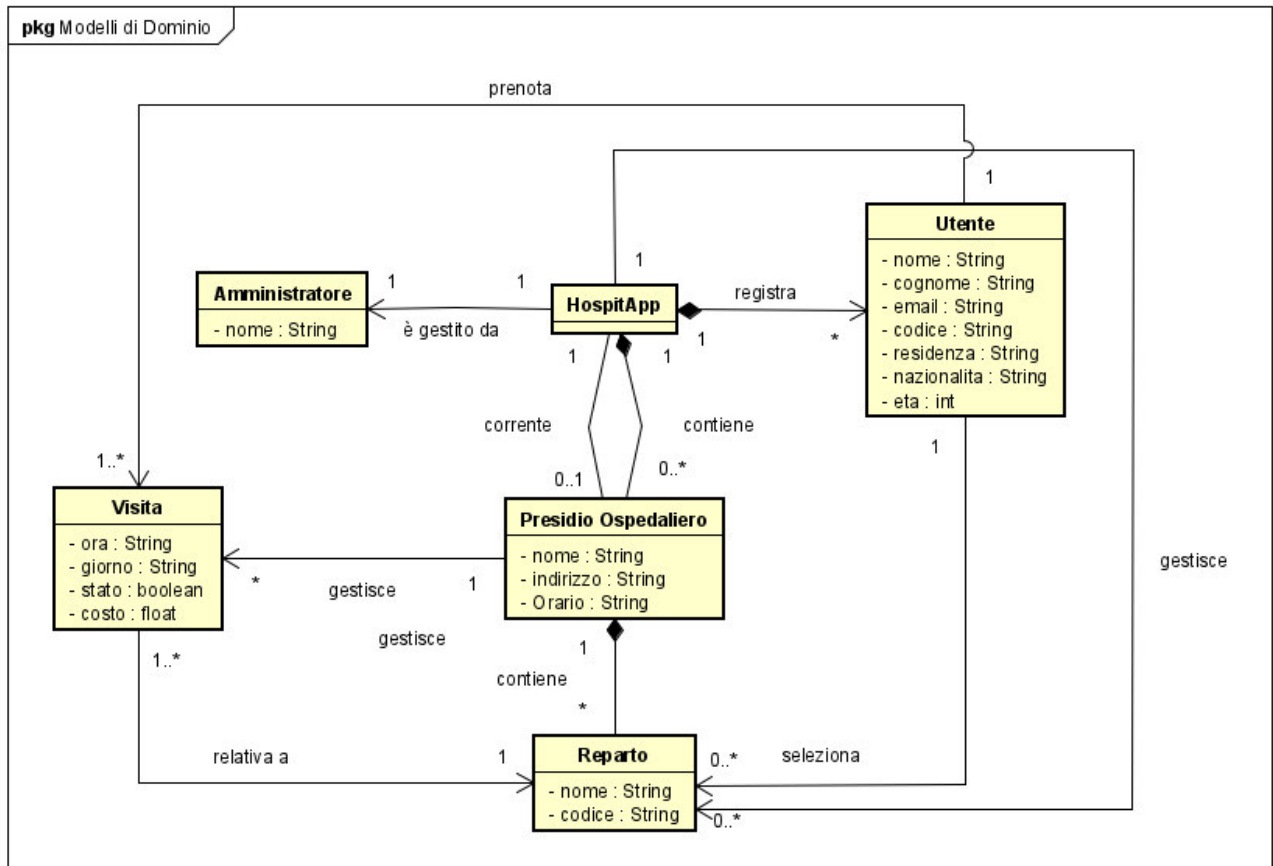 pkg Modelli di Dominio
prenota
1
1
Utente
- nome : String
- cognome : String
- email : String
- codice : String
- residenza : String
- nazionalita : String
- eta : int
Amministratore
- nome : String
1
1
è gestito da
HospitApp
registra
1
*
1
1
corrente
contiene
0..1
0..*
1
1..*
Visita
- ora : String
- giorno : String
- stato : boolean
- costo : float
Presidio Ospedaliero
- nome : String
- indirizzo : String
- Orario : String
*
gestisce
1
gestisce
gestisce
1..*
1
contiene
*
relativa a
1
Reparto
- nome : String
- codice : String
0..*
seleziona
0..*